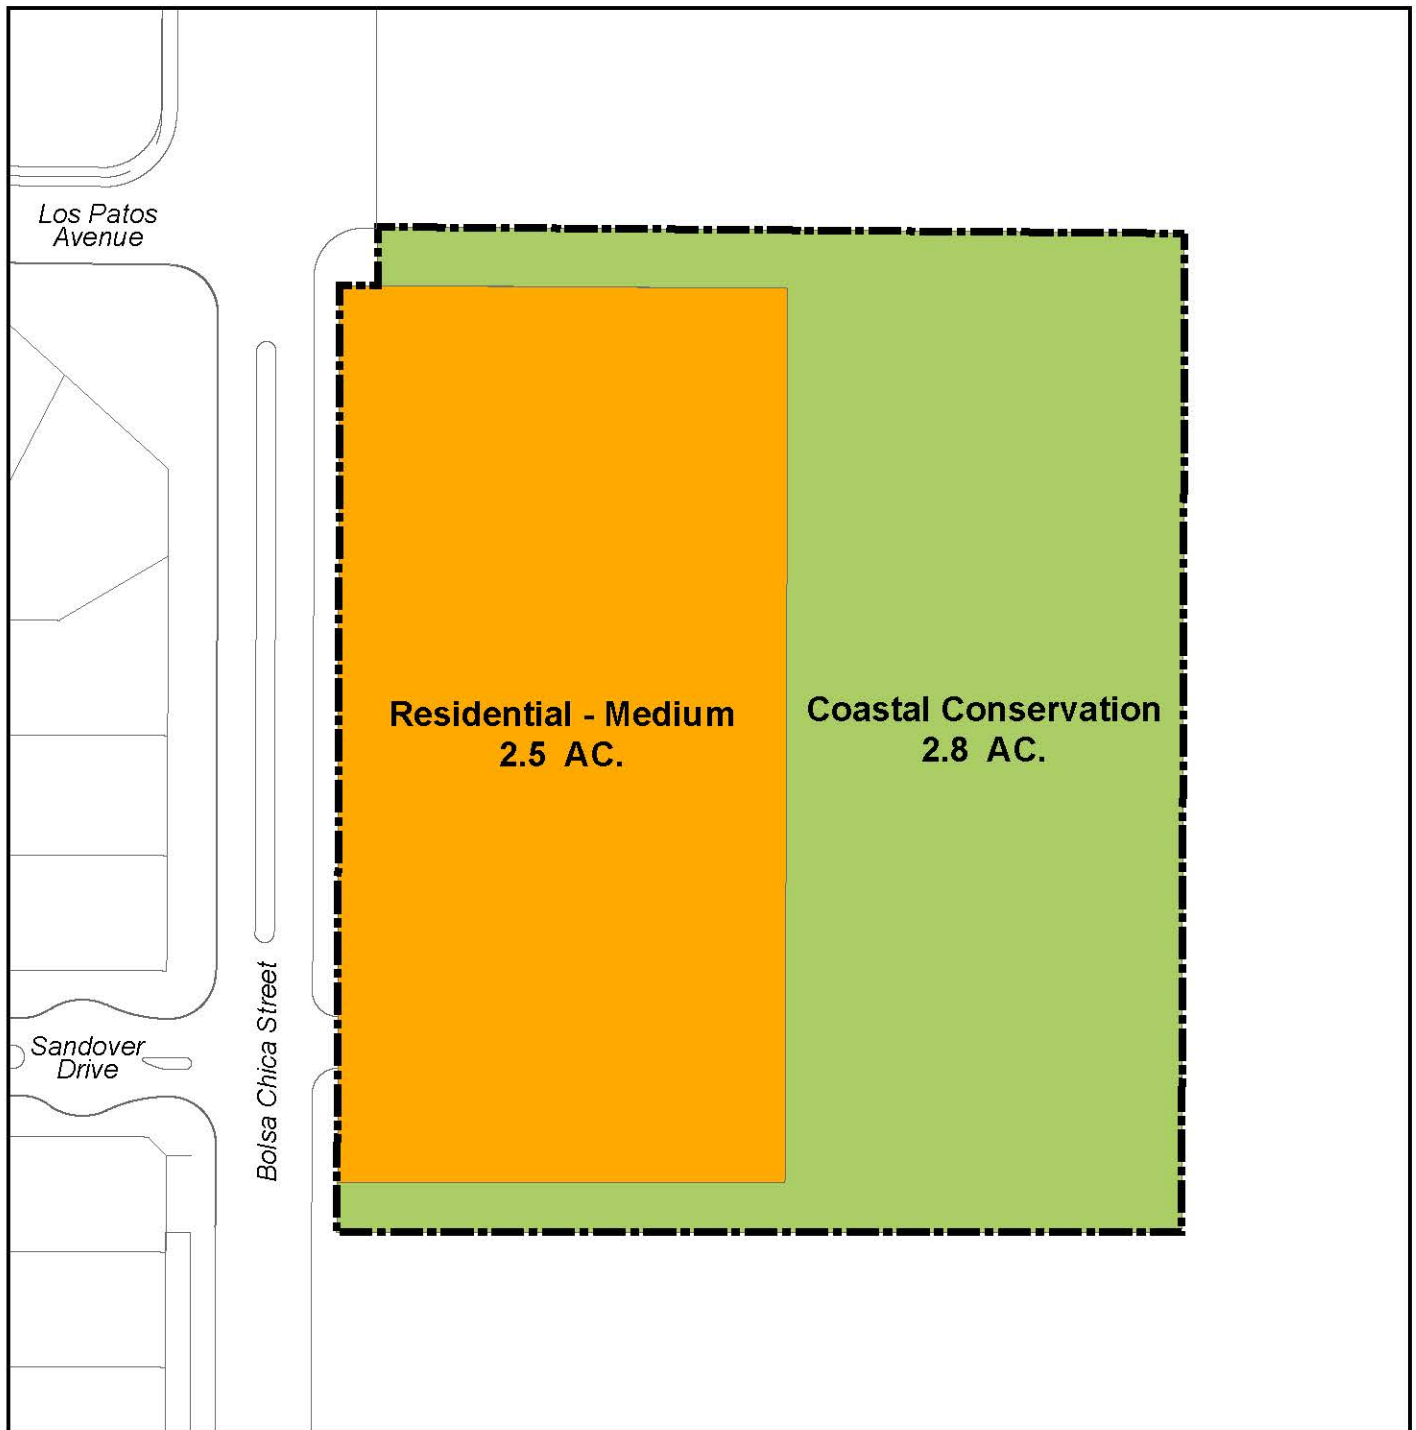 Los Patos
Avenue
Residential - Medium
2.5 AC.
Coastal Conservation
2.8 AC.
Bolsa Chica Street
Sandover
Drive